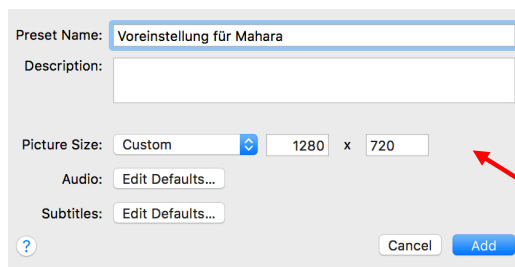 Preset Name: Voreinstellung für Mahara
Description:
Picture Size: Custom 1280 x 720
Audio: Edit Defaults...
Subtitles: Edit Defaults...
? Cancel Add